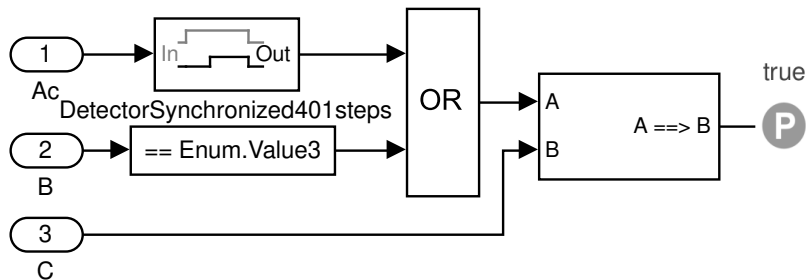 1
Ac
In
Out
DetectorSynchronized401steps
2
B
== Enum.Value3
3
C
OR
A
B
A ==> B
true
P